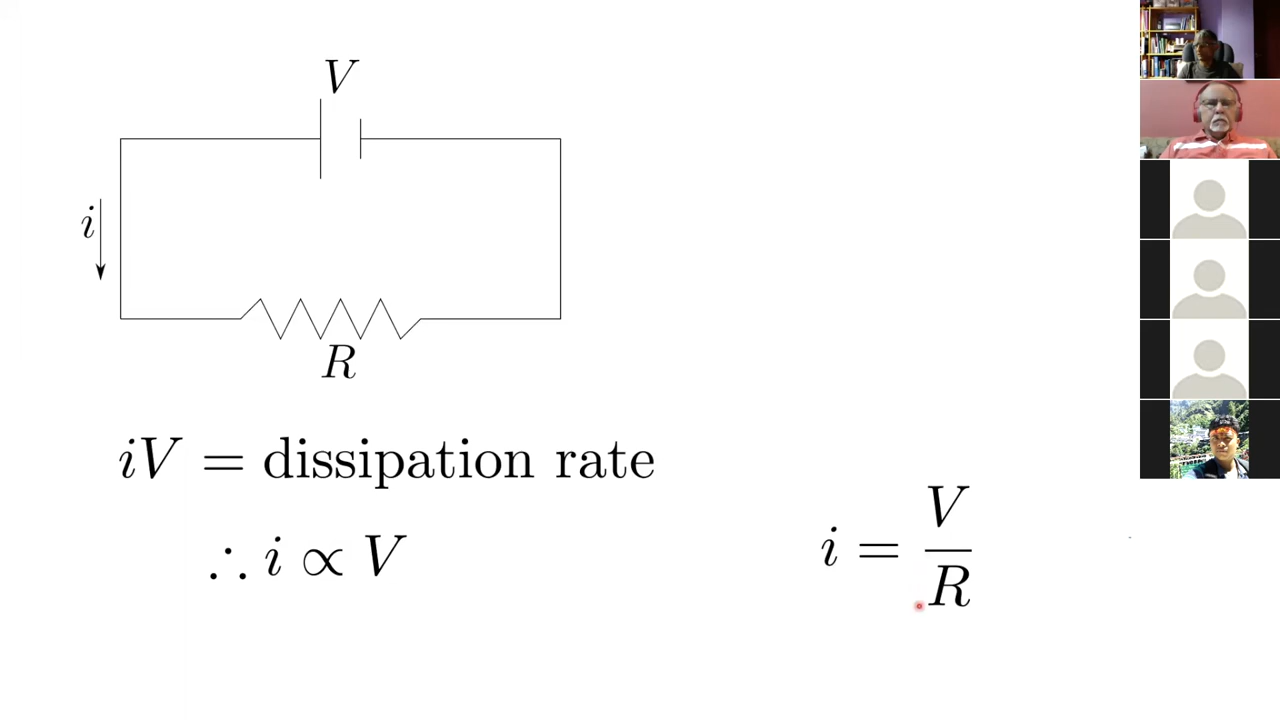 V
i
R
iV = dissipation rate
∴ i ∝ V
i = V/R